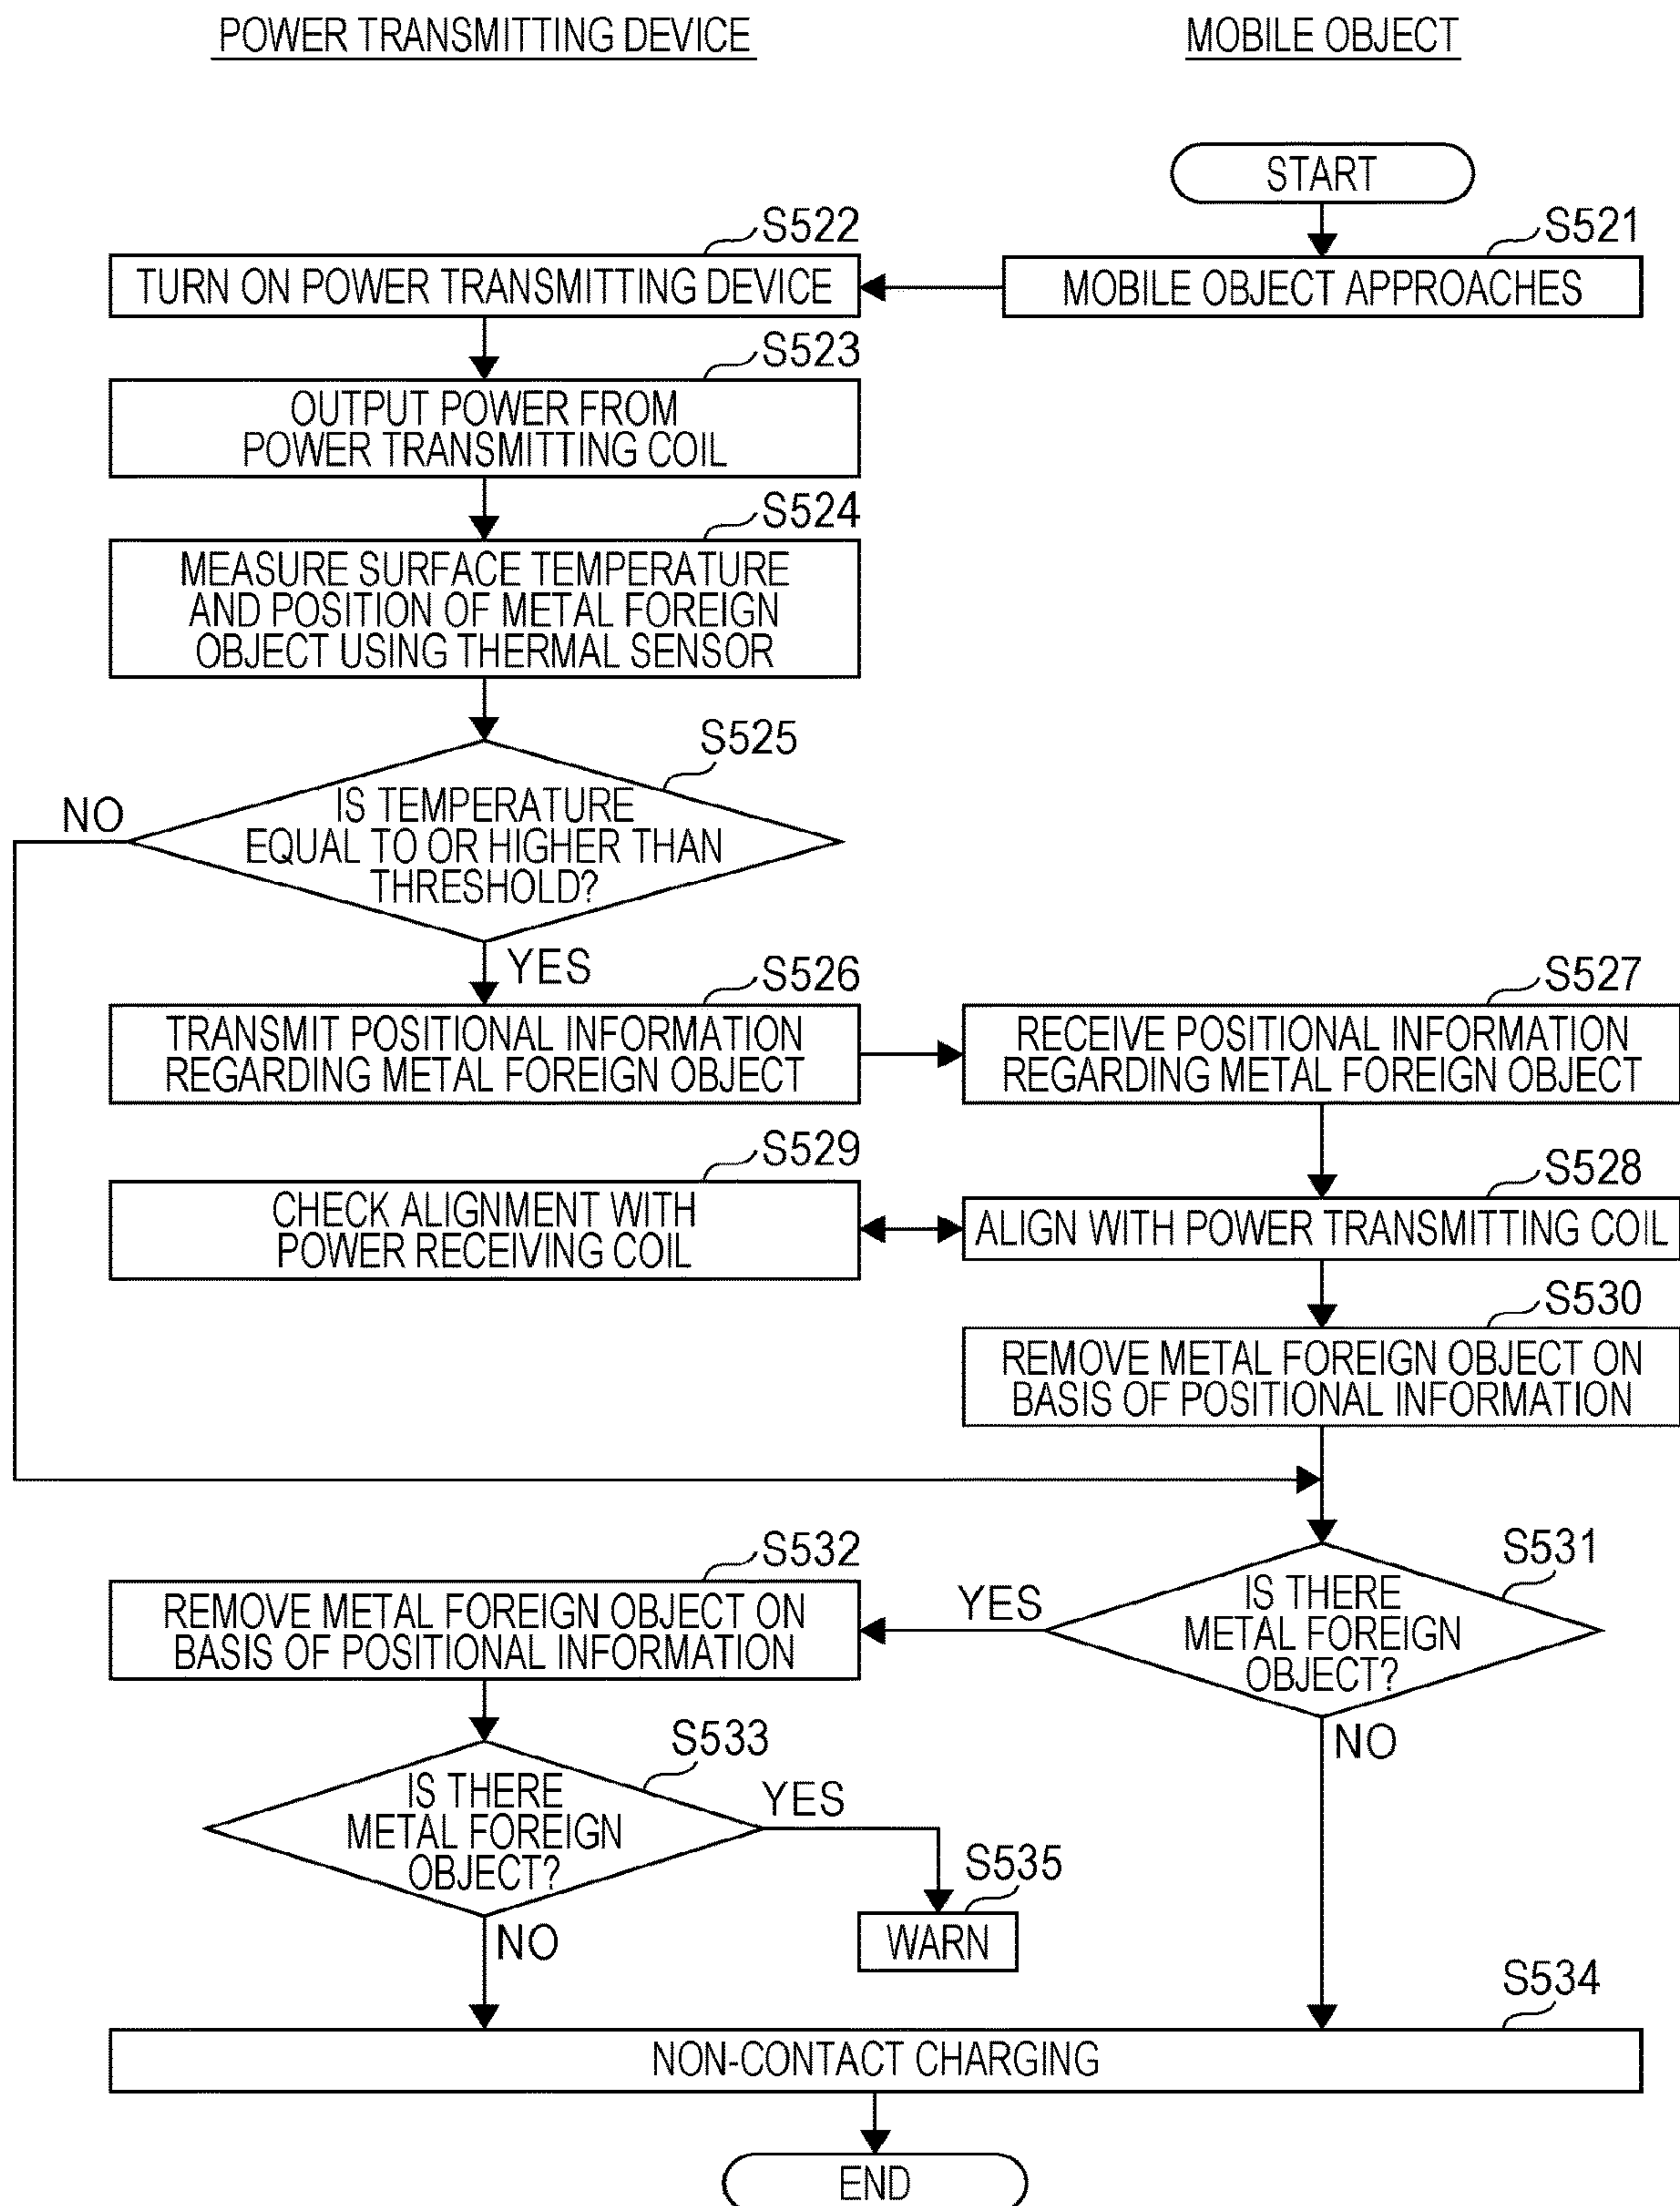 POWER TRANSMITTING DEVICE
MOBILE OBJECT
START
S522
S521
TURN ON POWER TRANSMITTING DEVICE
MOBILE OBJECT APPROACHES
S523
OUTPUT POWER FROM
POWER TRANSMITTING COIL
S524
MEASURE SURFACE TEMPERATURE
AND POSITION OF METAL FOREIGN
OBJECT USING THERMAL SENSOR
S525
NO
IS TEMPERATURE
EQUAL TO OR HIGHER THAN
THRESHOLD?
YES
S526
S527
TRANSMIT POSITIONAL INFORMATION
REGARDING METAL FOREIGN OBJECT
RECEIVE POSITIONAL INFORMATION
REGARDING METAL FOREIGN OBJECT
S529
S528
CHECK ALIGNMENT WITH
POWER RECEIVING COIL
ALIGN WITH POWER TRANSMITTING COIL
S530
REMOVE METAL FOREIGN OBJECT ON
BASIS OF POSITIONAL INFORMATION
S532
S531
REMOVE METAL FOREIGN OBJECT ON
BASIS OF POSITIONAL INFORMATION
YES
IS THERE
METAL FOREIGN
OBJECT?
NO
S533
IS THERE
METAL FOREIGN
OBJECT?
YES
S535
WARN
NO
S534
NON-CONTACT CHARGING
END